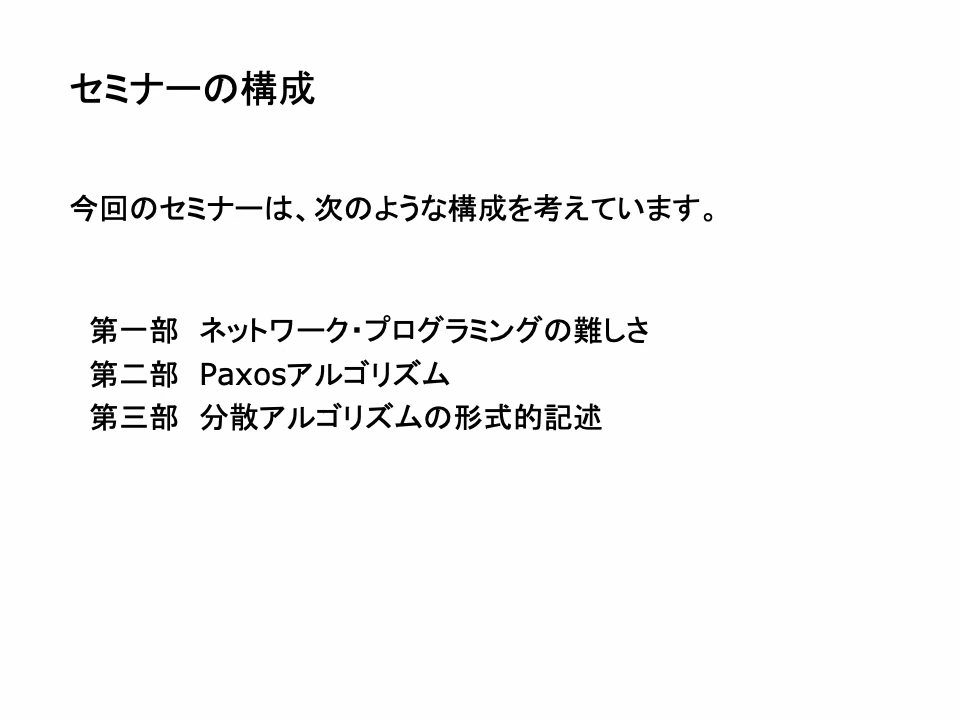 セミナーの構成
今回のセミナーは、次のような構成を考えています。
第一部　ネットワーク・プログラミングの難しさ
第二部　Paxosアルゴリズム
第三部　分散アルゴリズムの形式的記述